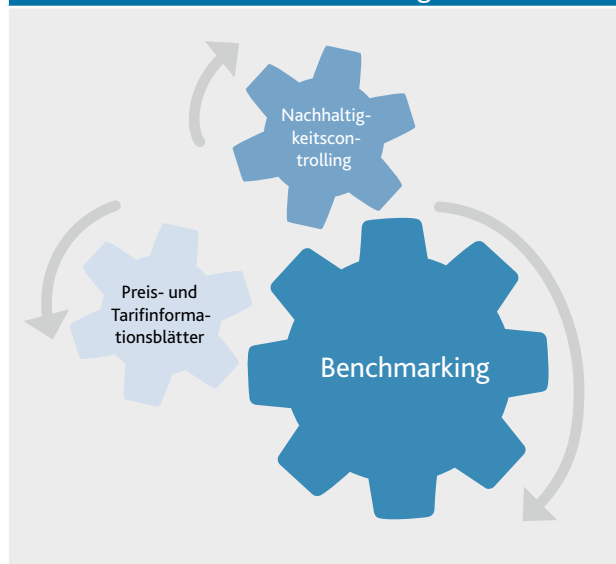 Nachhaltig-
keitscon-
trolling
Preis- und
Tarifinforma-
tionsblätter
Benchmarking